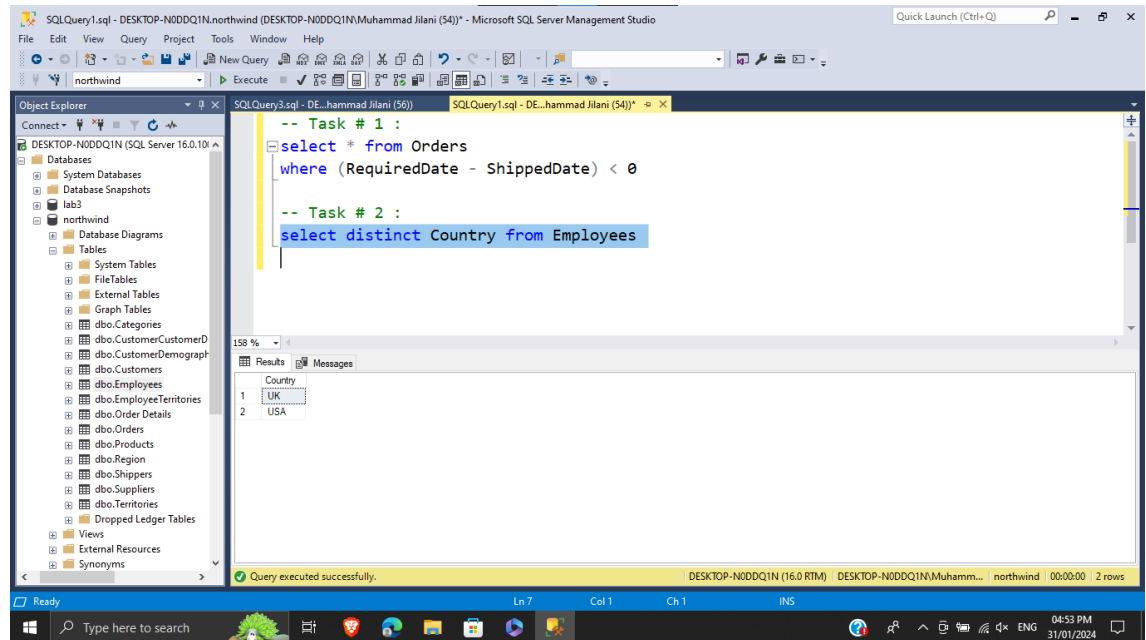 SQLQuery1.sql - DESKTOP-N0DDQ1N.northwind (DESKTOP-N0DDQ1N\Muhammad Jilani (54))* - Microsoft SQL Server Management Studio
Quick Launch (Ctrl+Q)
File Edit View Query Project Tools Window Help
New Query
northwind
Execute
Object Explorer
SQLQuery3.sql - DE...hammad Jilani (56))
SQLQuery1.sql - DE...hammad Jilani (54))*
Connect
DESKTOP-N0DDQ1N (SQL Server 16.0.10
Databases
System Databases
Database Snapshots
lab3
northwind
Database Diagrams
Tables
System Tables
FileTables
External Tables
Graph Tables
dbo.Categories
dbo.CustomerCustomerD
dbo.CustomerDemograph
dbo.Customers
dbo.Employees
dbo.EmployeeTerritories
dbo.Order Details
dbo.Orders
dbo.Products
dbo.Region
dbo.Shippers
dbo.Suppliers
dbo.Territories
Dropped Ledger Tables
Views
External Resources
Synonyms
-- Task # 1 :
select * from Orders
where (RequiredDate - ShippedDate) < 0
-- Task # 2 :
select distinct Country from Employees
158 %
Results Messages
Country
1 UK
2 USA
Query executed successfully.
DESKTOP-N0DDQ1N (16.0 RTM) DESKTOP-N0DDQ1N\Muhamm... northwind 00:00:00 2 rows
Ready Ln 7 Col 1 Ch 1 INS
Type here to search
ENG
04:53 PM
31/01/2024